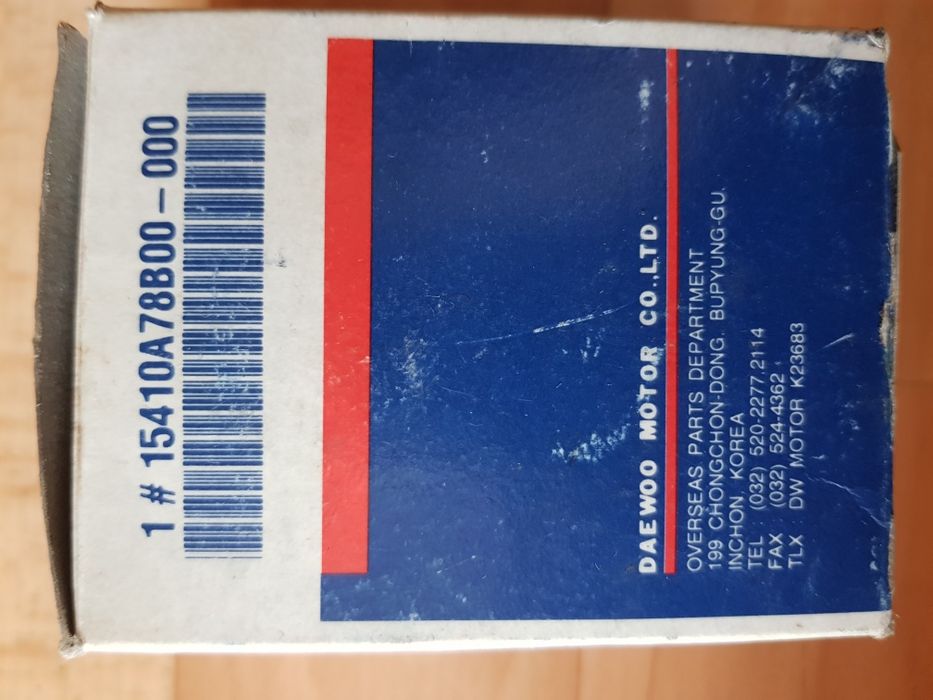 1 # 15410A78B00-000
DAEWOO MOTOR CO.,LTD.
OVERSEAS PARTS DEPARTMENT
199 CHONGCHON-DONG. BUPYUNG-GU.
INCHON. KOREA
TEL : (032) 520-2277.2114
FAX : (032) 524-4362
TLX : DW MOTOR K23683